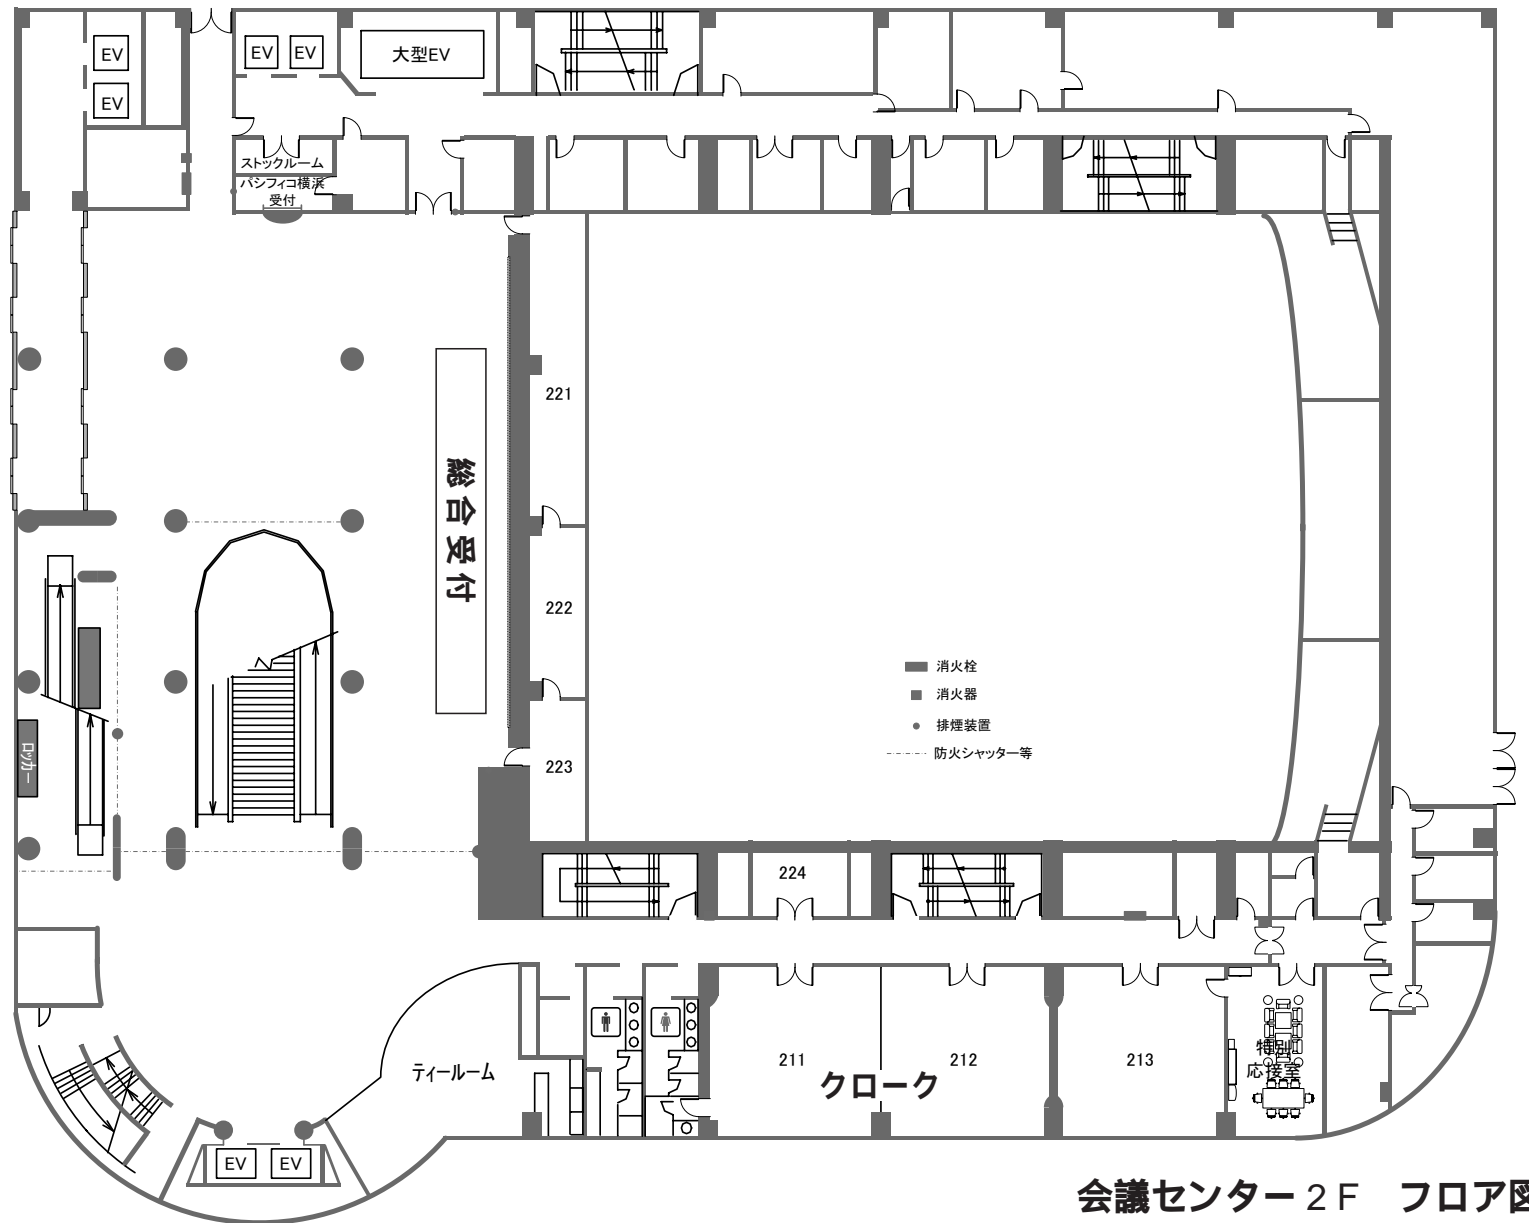 EV
EV
EV
EV
大型EV
ストックルーム
パシフィコ横浜
受付
221
総合受付
222
消火栓
消火器
排煙装置
防火シャッター等
ロッカー
223
224
211
212
213
クローク
特別
応接室
ティールーム
EV
EV
会議センター 2F フロア図